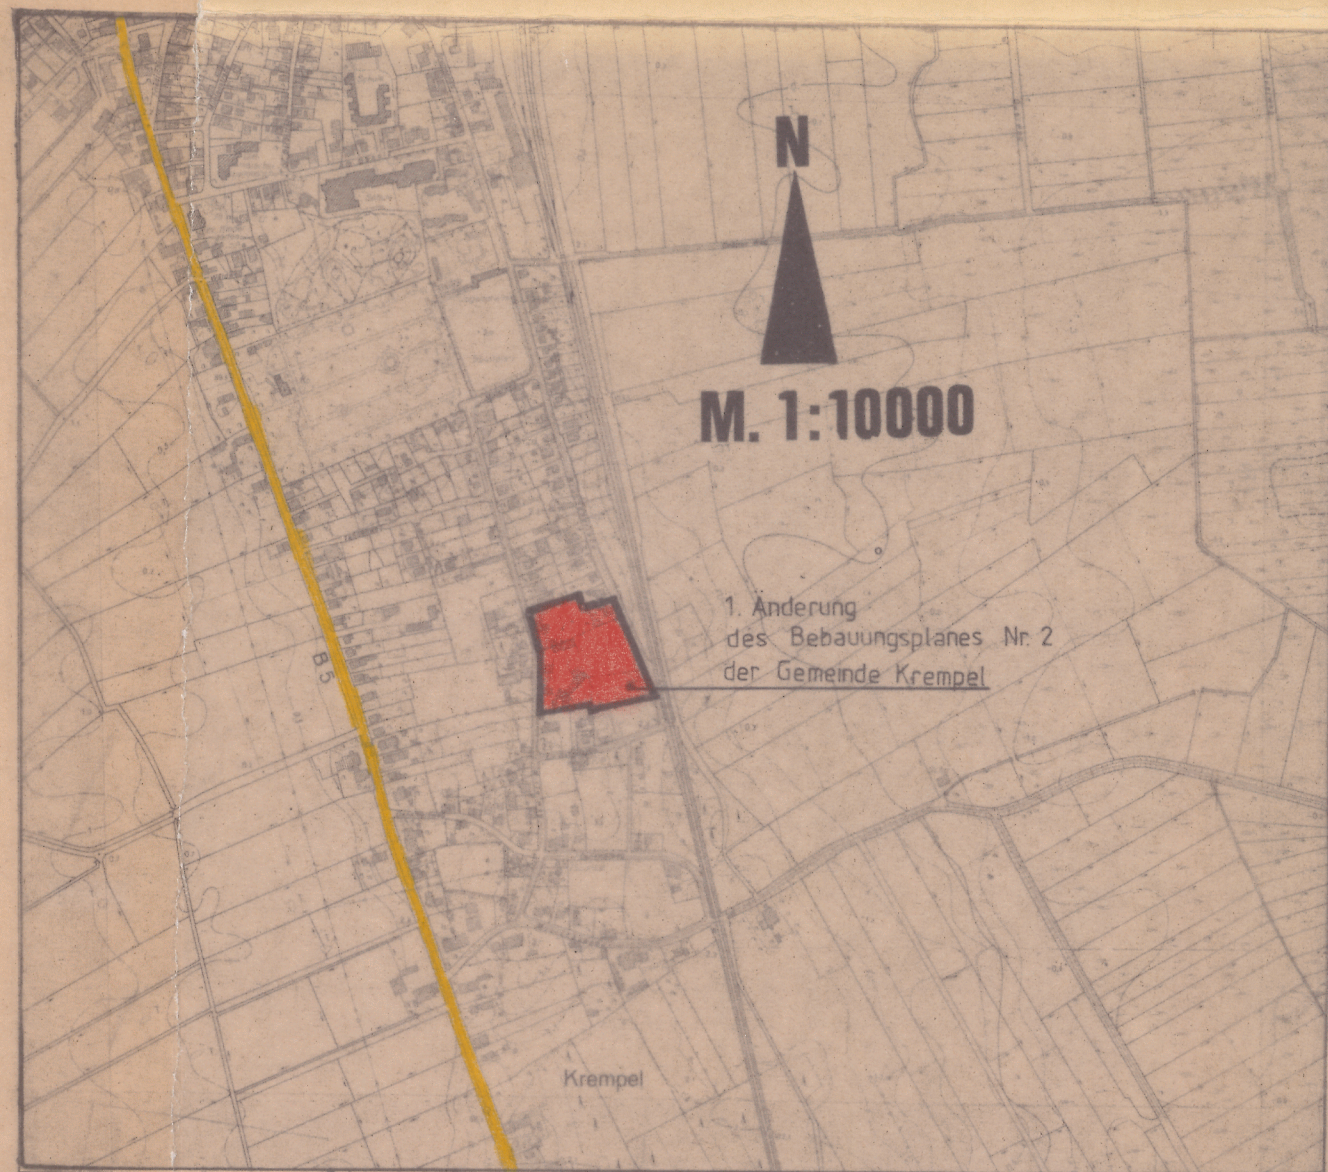 N
M. 1:10000
1. Änderung
des Bebauungsplanes Nr. 2
der Gemeinde Krempel
B 5
Krempel